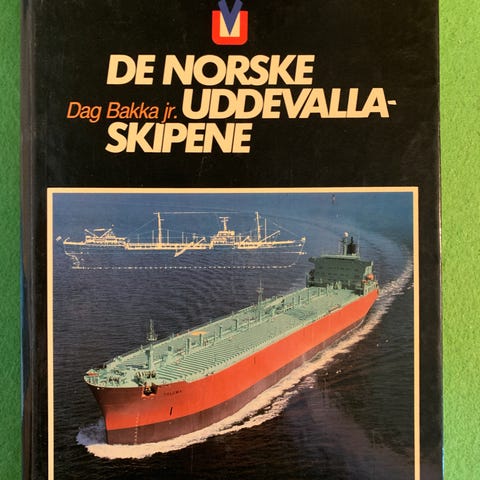 DE NORSKE
Dag Bakka jr. UDDEVALLA-
SKIPENE